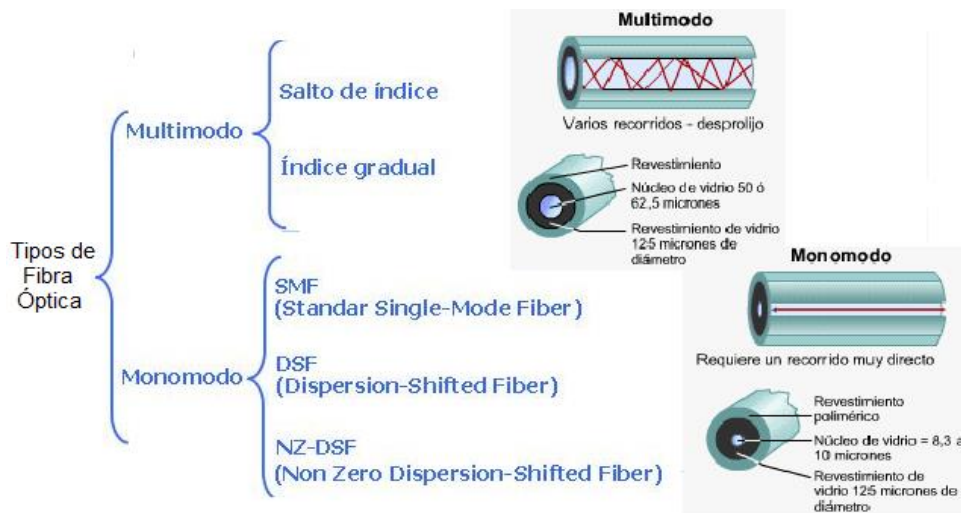 Tipos de
Fibra
Óptica
Multimodo
Salto de índice
Índice gradual
Monomodo
SMF
(Standar Single-Mode Fiber)
DSF
(Dispersion-Shifted Fiber)
NZ-DSF
(Non Zero Dispersion-Shifted Fiber)
Multimodo
Varios recorridos - desprolijo
Revestimiento
Núcleo de vidrio 50 ó
62,5 micrones
Revestimiento de vidrio
125 micrones de
diámetro
Monomodo
Requiere un recorrido muy directo
Revestimiento
polimérico
Núcleo de vidrio = 8,3 a
10 micrones
Revestimiento de
vidrio 125 micrones de
diámetro